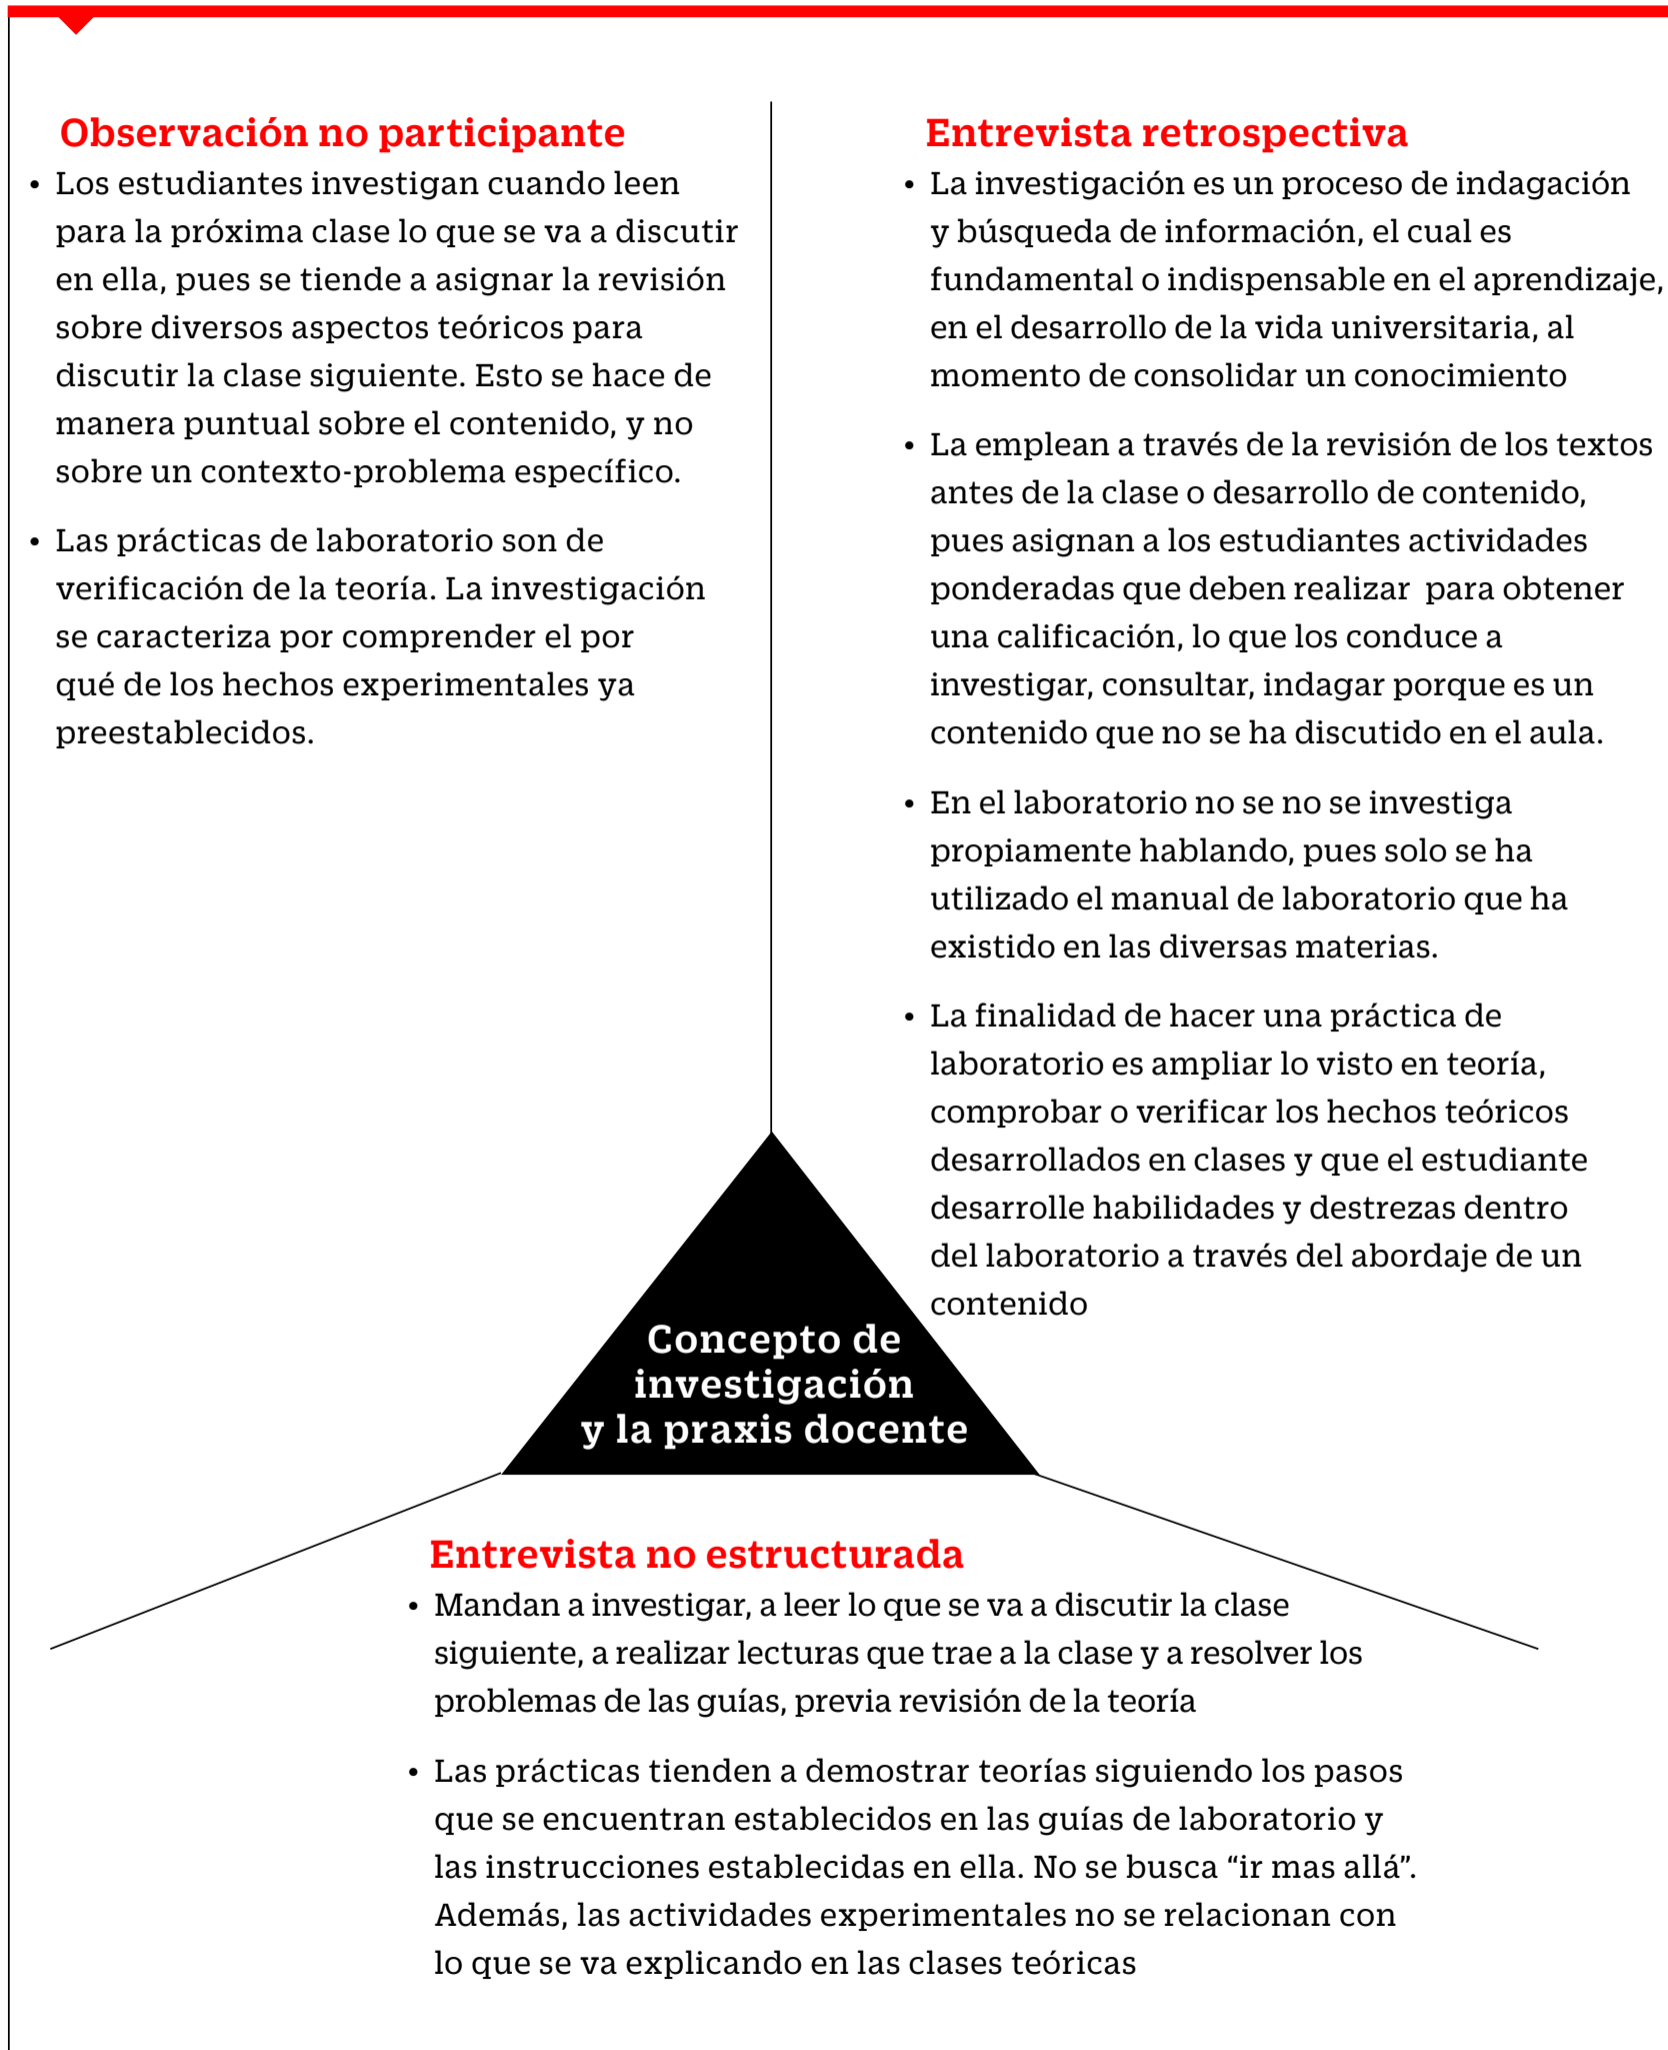 Observación no participante
• Los estudiantes investigan cuando leen
para la próxima clase lo que se va a discutir
en ella, pues se tiende a asignar la revisión
sobre diversos aspectos teóricos para
discutir la clase siguiente. Esto se hace de
manera puntual sobre el contenido, y no
sobre un contexto-problema específico.
• Las prácticas de laboratorio son de
verificación de la teoría. La investigación
se caracteriza por comprender el por
qué de los hechos experimentales ya
preestablecidos.
Entrevista retrospectiva
• La investigación es un proceso de indagación
y búsqueda de información, el cual es
fundamental o indispensable en el aprendizaje,
en el desarrollo de la vida universitaria, al
momento de consolidar un conocimiento
• La emplean a través de la revisión de los textos
antes de la clase o desarrollo de contenido,
pues asignan a los estudiantes actividades
ponderadas que deben realizar  para obtener
una calificación, lo que los conduce a
investigar, consultar, indagar porque es un
contenido que no se ha discutido en el aula.
• En el laboratorio no se no se investiga
propiamente hablando, pues solo se ha
utilizado el manual de laboratorio que ha
existido en las diversas materias.
• La finalidad de hacer una práctica de
laboratorio es ampliar lo visto en teoría,
comprobar o verificar los hechos teóricos
desarrollados en clases y que el estudiante
desarrolle habilidades y destrezas dentro
del laboratorio a través del abordaje de un
contenido
Concepto de
investigación
y la praxis docente
Entrevista no estructurada
• Mandan a investigar, a leer lo que se va a discutir la clase
siguiente, a realizar lecturas que trae a la clase y a resolver los
problemas de las guías, previa revisión de la teoría
• Las prácticas tienden a demostrar teorías siguiendo los pasos
que se encuentran establecidos en las guías de laboratorio y
las instrucciones establecidas en ella. No se busca “ir mas allá”.
Además, las actividades experimentales no se relacionan con
lo que se va explicando en las clases teóricas